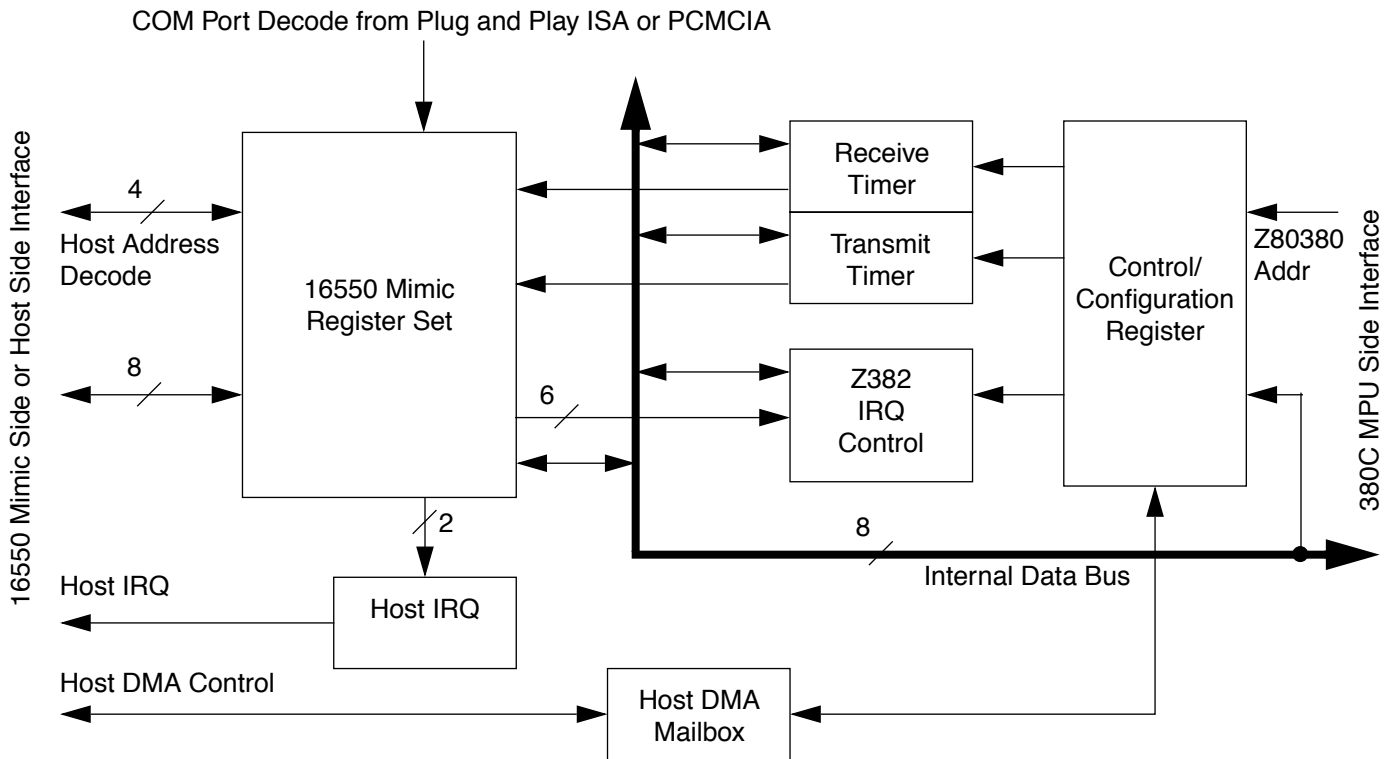 COM Port Decode from Plug and Play ISA or PCMCIA
16550 Mimic Side or Host Side Interface
4
Host Address
Decode
8
16550 Mimic
Register Set
6
2
Receive
Timer
Transmit
Timer
Z382
IRQ
Control
Control/
Configuration
Register
Z80380
Addr
380C MPU Side Interface
8
Internal Data Bus
Host IRQ
Host IRQ
Host DMA Control
Host DMA
Mailbox